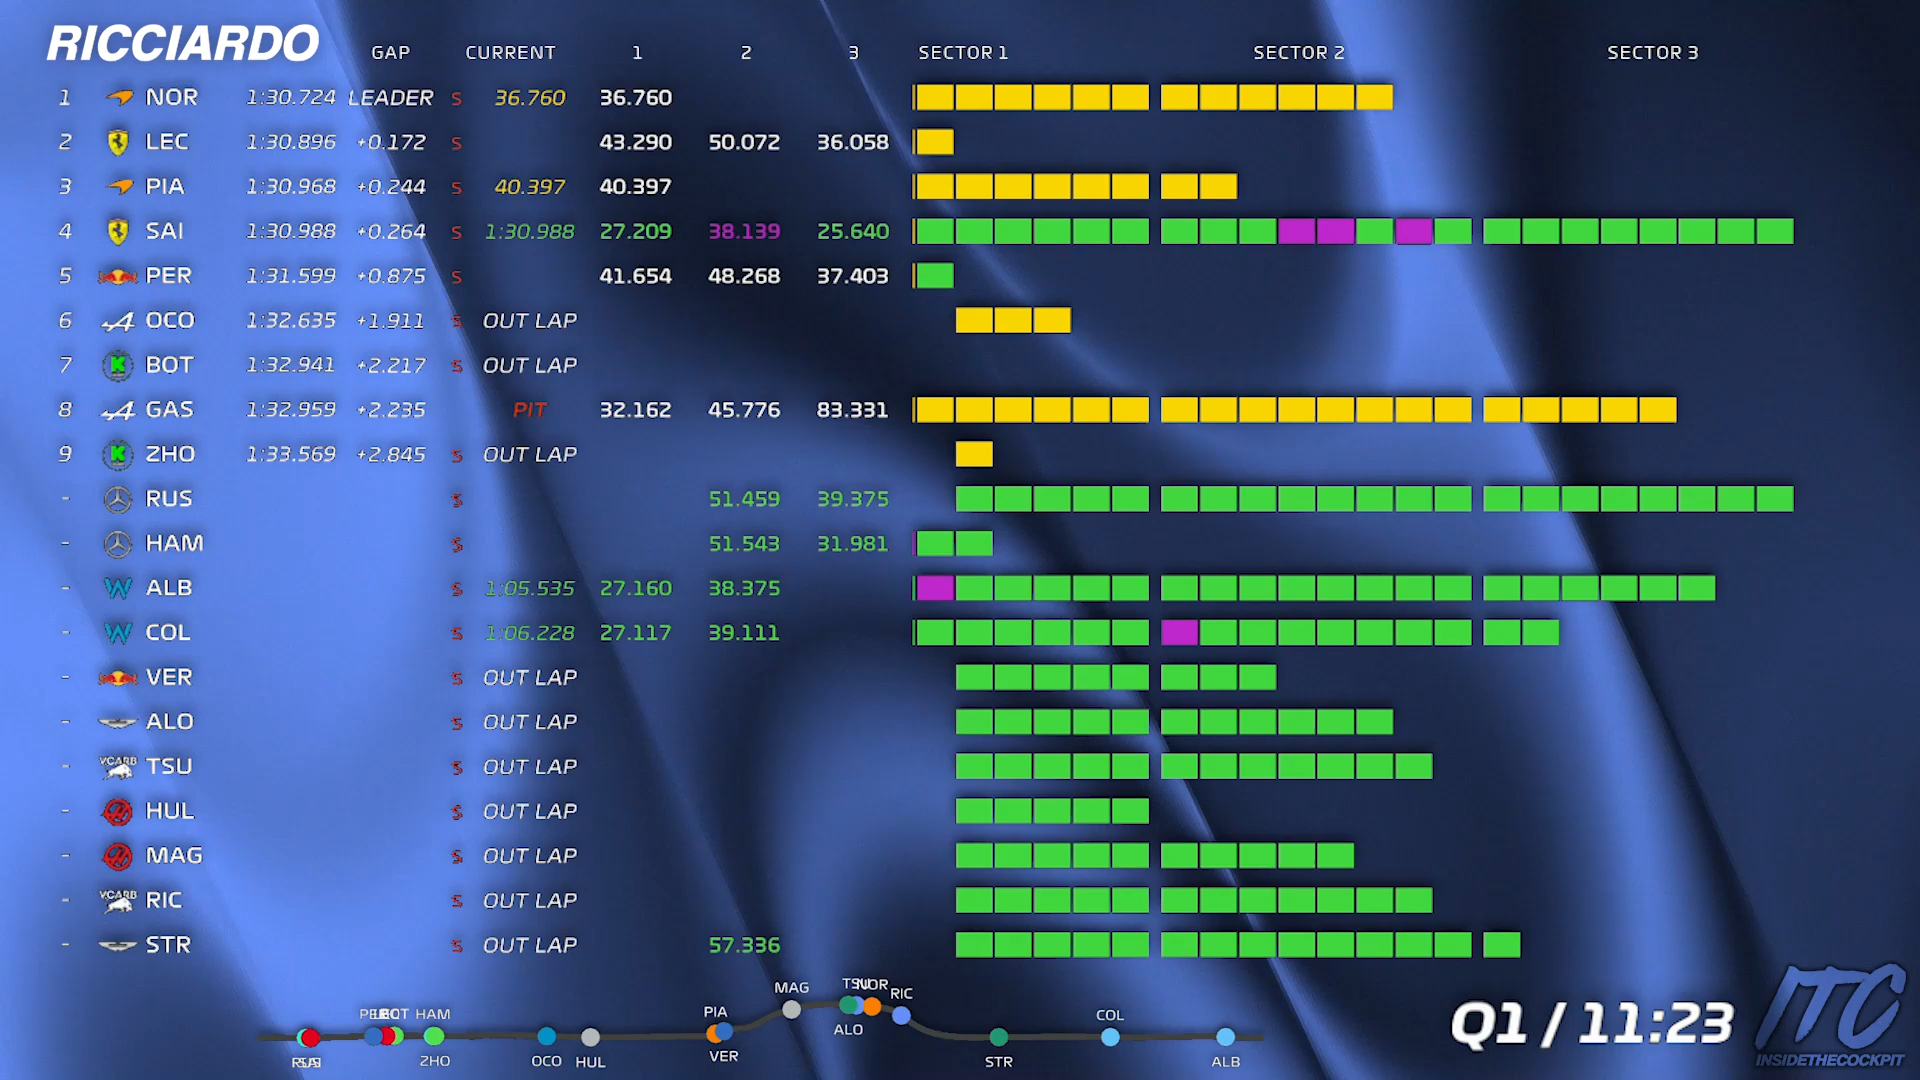 RICCIARDO GAP CURRENT 1 2 3 SECTOR 1 SECTOR 2 SECTOR 3
1 NOR 1:30.724 LEADER S 36.760 36.760
2 LEC 1:30.896 +0.172 S 43.290 50.072 36.058
3 PIA 1:30.968 +0.244 S 40.397 40.397
4 SAI 1:30.988 +0.264 S 1:30.988 27.209 38.139 25.640
5 PER 1:31.599 +0.875 S 41.654 48.268 37.403
6 OCO 1:32.635 +1.911 S OUT LAP
7 BOT 1:32.941 +2.217 S OUT LAP
8 GAS 1:32.959 +2.235 PIT 32.162 45.776 83.331
9 ZHO 1:33.569 +2.845 S OUT LAP
- RUS S 51.459 39.375
- HAM S 51.543 31.981
- ALB S 1:05.535 27.160 38.375
- COL S 1:06.228 27.117 39.111
- VER S OUT LAP
- ALO S OUT LAP
- VCARB TSU S OUT LAP
- HUL S OUT LAP
- MAG S OUT LAP
- VCARB RIC S OUT LAP
- STR S OUT LAP 57.336
MAG TSU NOR RIC
HAM PIA COL
ALO
ZHO OCO HUL VER STR ALB
Q1 / 11:23
ITC
INSIDETHECOCKPIT